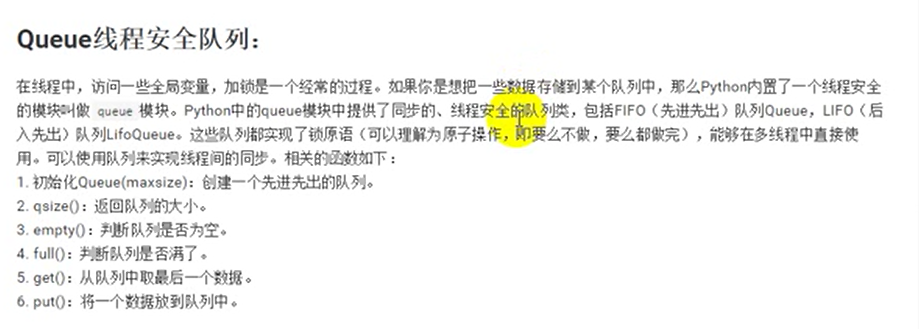 Queue线程安全队列：
在线程中，访问一些全局变量，加锁是一个经常的过程。如果你是想把一些数据存储到某个队列中，那么Python内置了一个线程安全
的模块叫做 queue 模块。Python中的queue模块中提供了同步的、线程安全的队列类，包括FIFO（先进先出）队列Queue，LIFO（后
入先出）队列LifoQueue。这些队列都实现了锁原语（可以理解为原子操作，即要么不做，要么都做完），能够在多线程中直接使
用。可以使用队列来实现线程间的同步。相关的函数如下：
1. 初始化Queue(maxsize)：创建一个先进先出的队列。
2. qsize()：返回队列的大小。
3. empty()：判断队列是否为空。
4. full()：判断队列是否满了。
5. get()：从队列中取最后一个数据。
6. put()：将一个数据放到队列中。